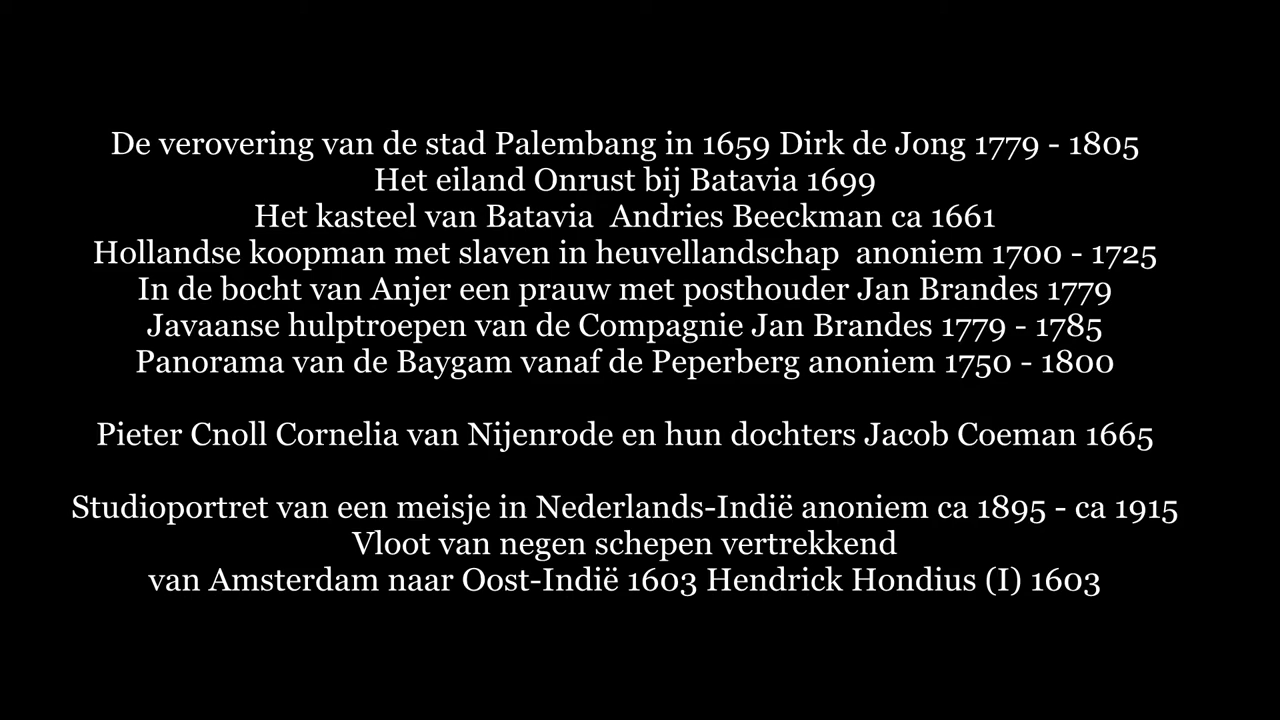 De verovering van de stad Palembang in 1659 Dirk de Jong 1779 - 1805
Het eiland Onrust bij Batavia 1699
Het kasteel van Batavia  Andries Beeckman ca 1661
Hollandse koopman met slaven in heuvellandschap  anoniem 1700 - 1725
In de bocht van Anjer een prauw met posthouder Jan Brandes 1779
Javaanse hulptroepen van de Compagnie Jan Brandes 1779 - 1785
Panorama van de Baygam vanaf de Peperberg anoniem 1750 - 1800
Pieter Cnoll Cornelia van Nijenrode en hun dochters Jacob Coeman 1665
Studioportret van een meisje in Nederlands-Indië anoniem ca 1895 - ca 1915
Vloot van negen schepen vertrekkend
van Amsterdam naar Oost-Indië 1603 Hendrick Hondius (I) 1603